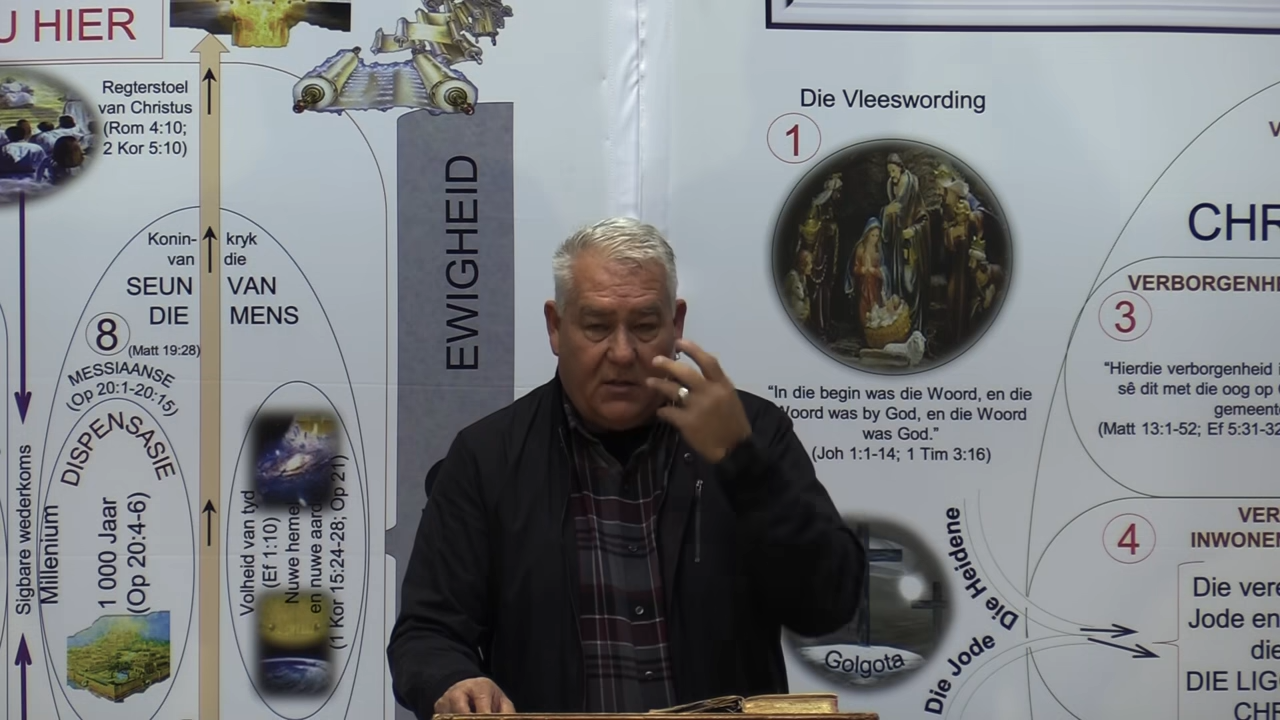 U HIER
Regterstoel
van Christus
(Rom 4:10;
2 Kor 5:10)
Konin- kryk
van die
SEUN VAN
DIE MENS
8
(Matt 19:28)
MESSIAANSE
(Op 20:1-20:15)
DISPENSASIE
1 000 Jaar
(Op 20:4-6)
Millenium
Sigbare wederkoms
Volheid van tyd
(Ef 1:10)
Nuwe heme
en nuwe aard
(1 Kor 15:24-28; Op 21)
EWIGHEID
Die Vleeswording
1
"In die begin was die Woord, en die
Woord was by God, en die Woord
was God."
(Joh 1:1-14; 1 Tim 3:16)
Golgota
Die Heidene
Die Jode
CHR
VERBORGENHE
3
"Hierdie verborgenheid i
sê dit met die oog op
gemeent
(Matt 13:1-52; Ef 5:31-32
4
VER
INWONEN
Die vere
Jode en
die
DIE LIGG
CHR